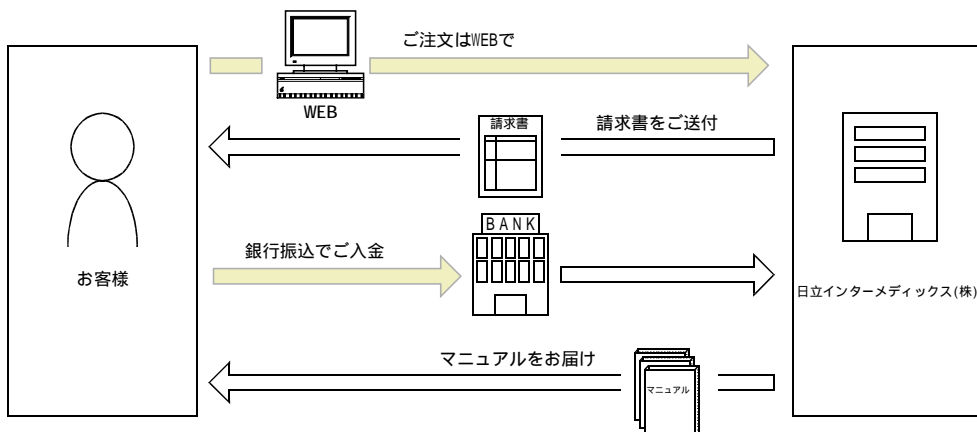 ご注文はWEBで
WEB
請求書
請求書をご送付
お客様
銀行振込でご入金
BANK
日立インターメディックス(株)
マニュアルをお届け
マニュアル